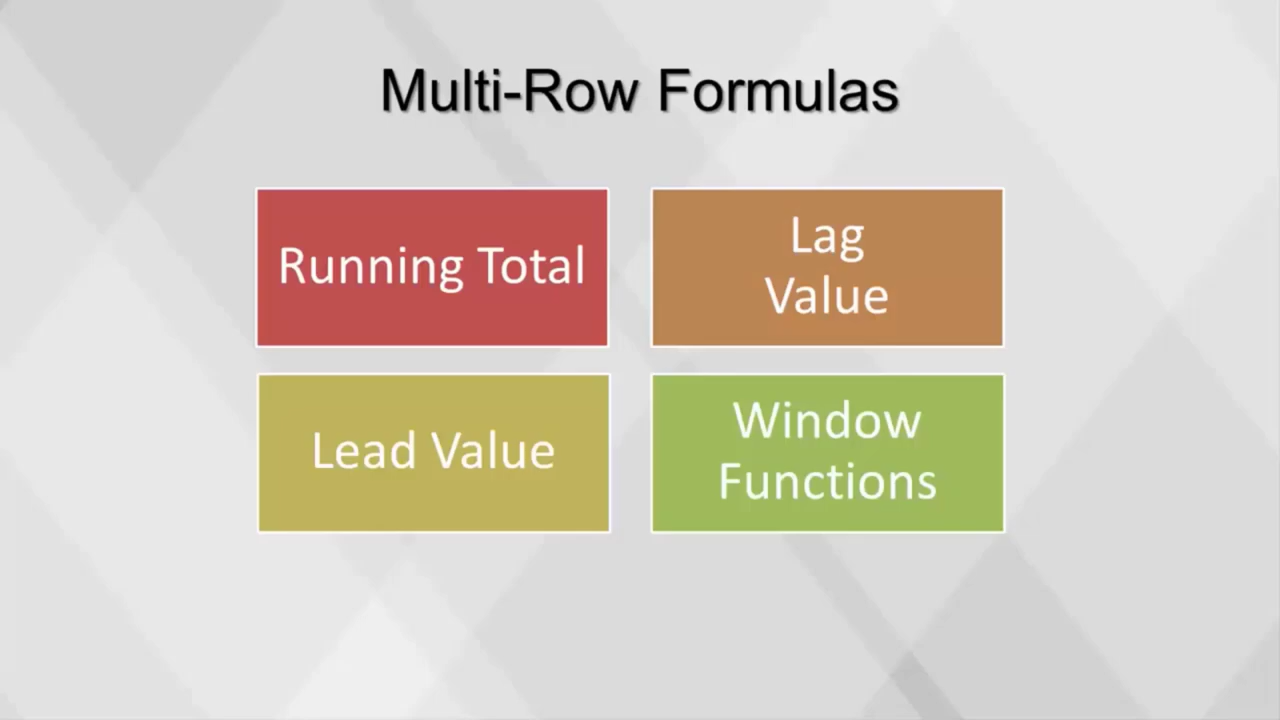 Multi-Row Formulas
Running Total
Lag
Value
Lead Value
Window
Functions